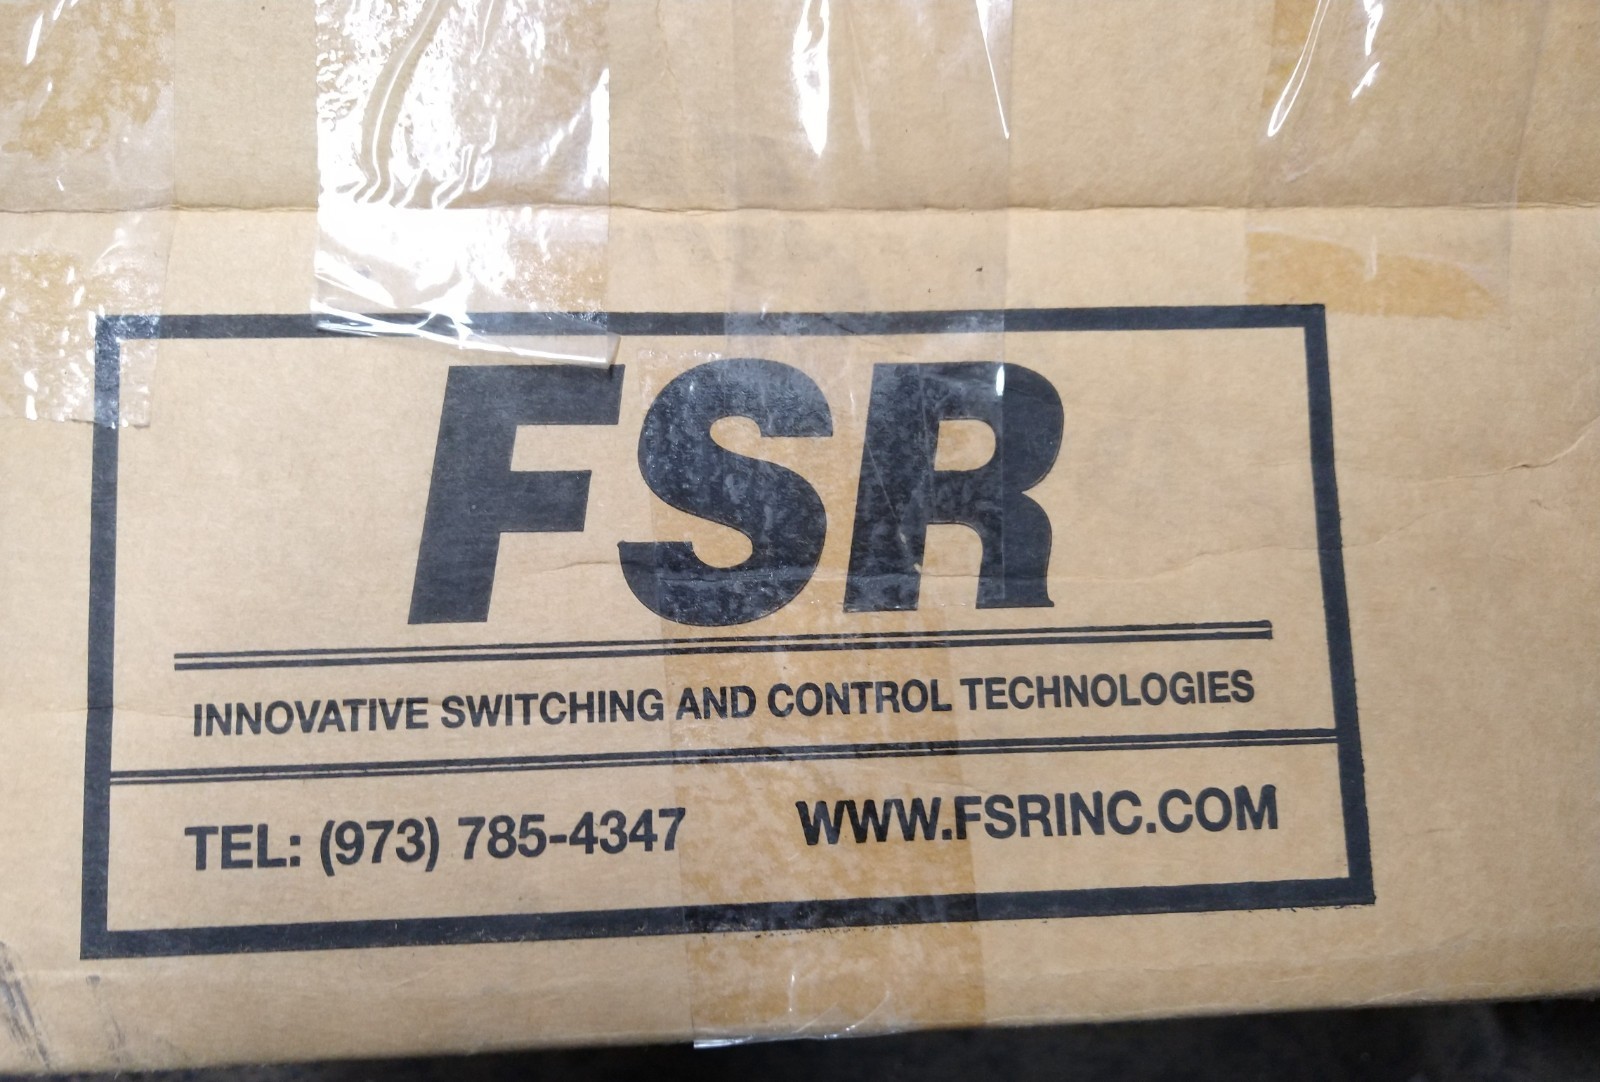 FSR
INNOVATIVE SWITCHING AND CONTROL TECHNOLOGIES
TEL: (973) 785-4347 WWW.FSRINC.COM